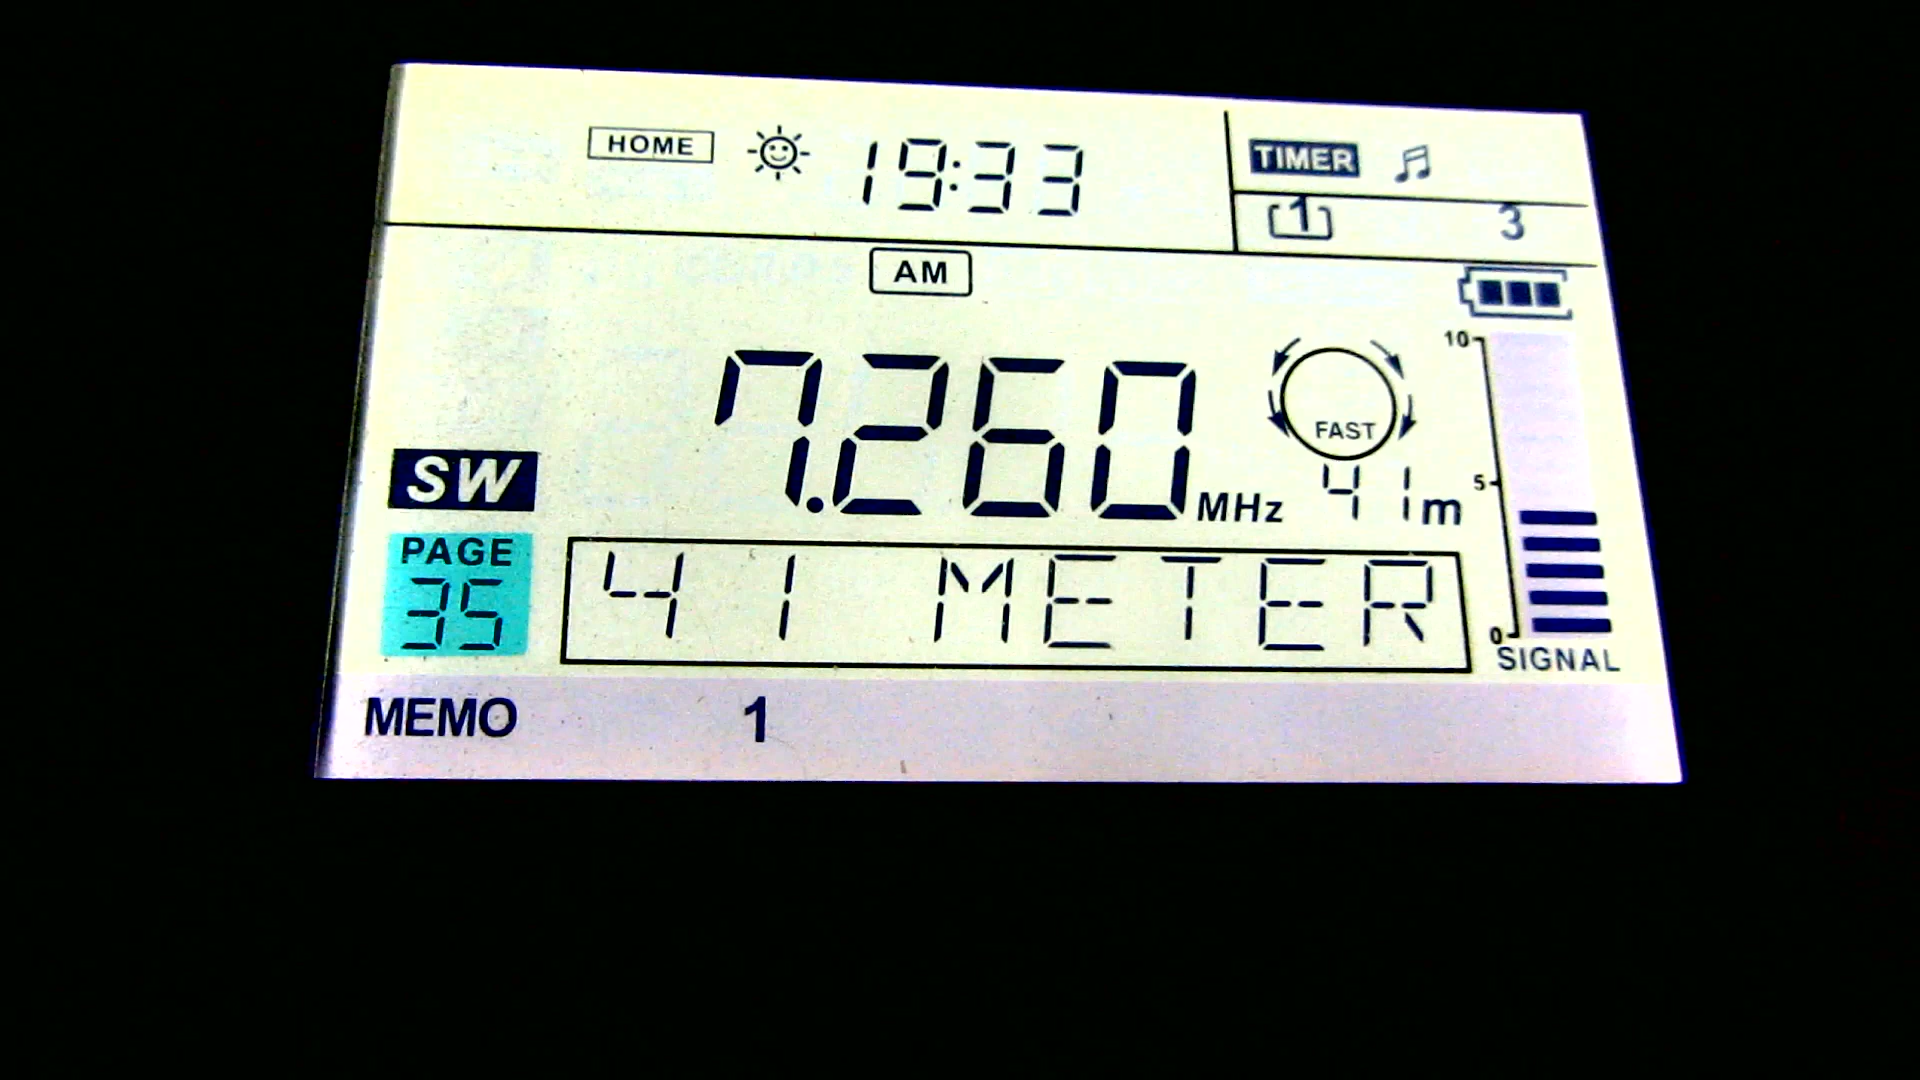 HOME 19:33 TIMER
1 3
AM
10
7.260 MHz FAST
SW 41m 5
PAGE
35 41 METER
0
SIGNAL
MEMO 1